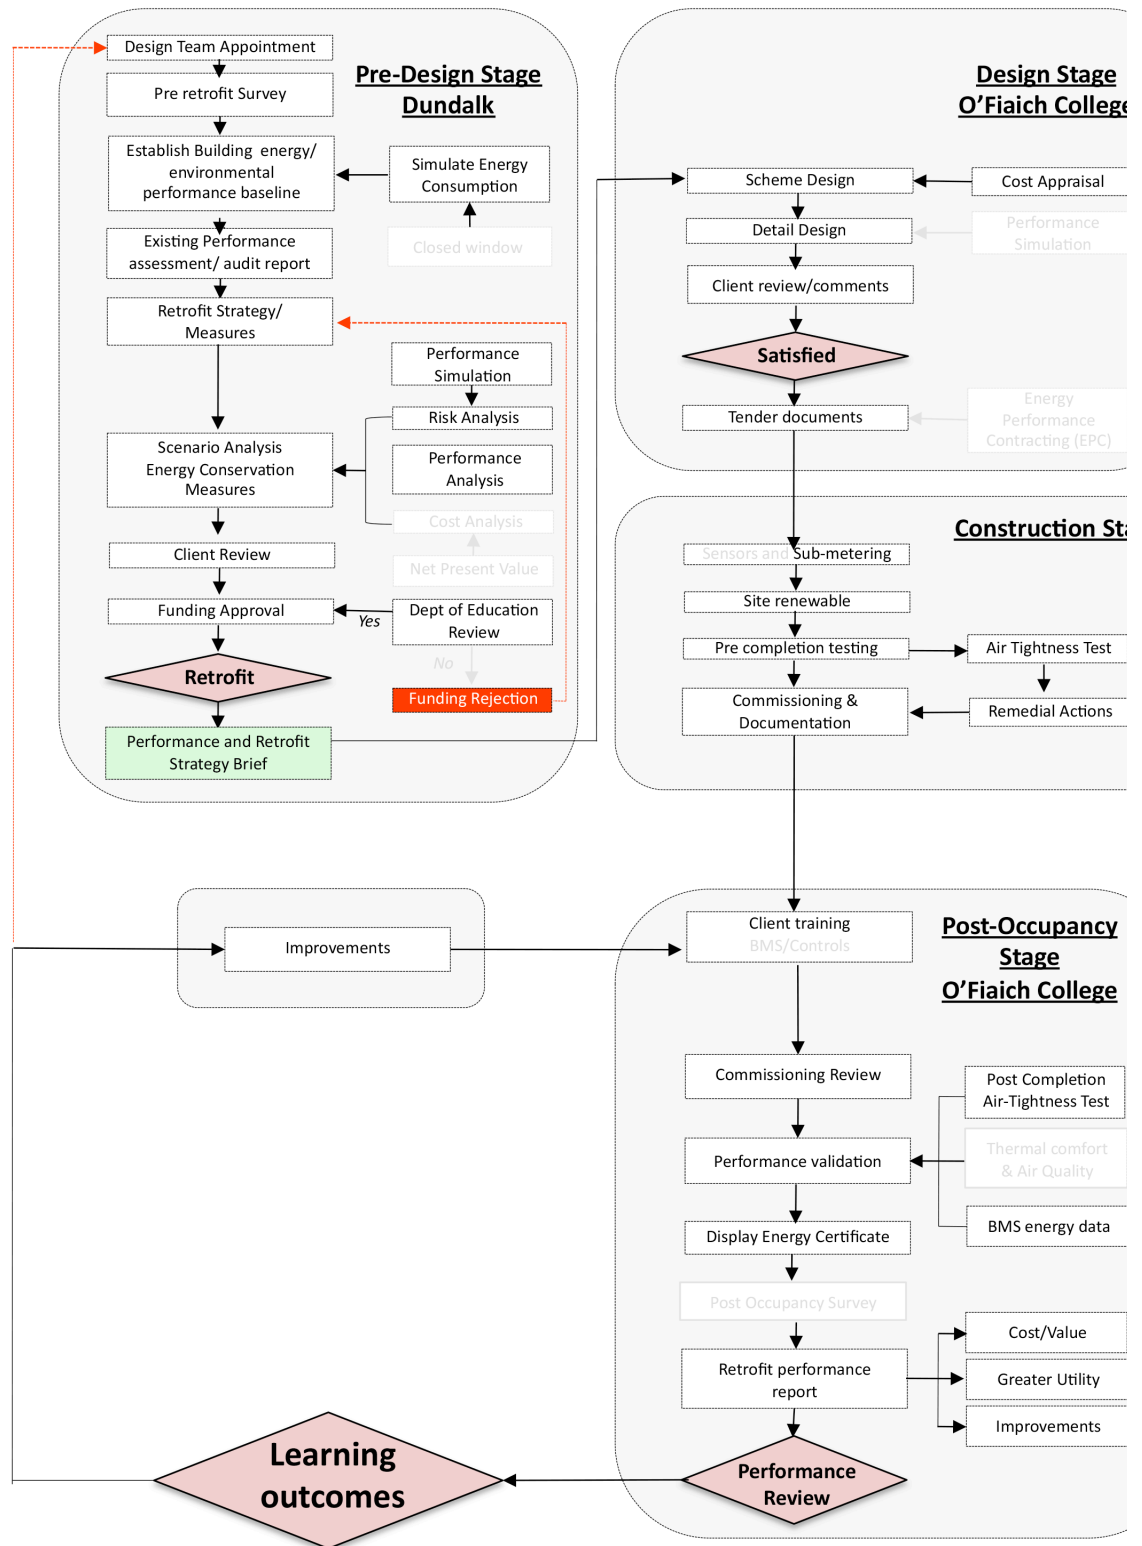 Design Team Appointment
Pre retrofit Survey
Establish Building energy/
environmental
performance baseline
Existing Performance
assessment/ audit report
Retrofit Strategy/
Measures
Scenario Analysis
Energy Conservation
Measures
Client Review
Funding Approval
Retrofit
Performance and Retrofit
Strategy Brief
Pre-Design Stage
Dundalk
Simulate Energy
Consumption
Closed window
Performance
Simulation
Risk Analysis
Performance
Analysis
Cost Analysis
Net Present Value
Yes
Dept of Education
Review
No
Funding Rejection
Design Stage
O’Fiaich College
Scheme Design
Cost Appraisal
Detail Design
Performance
Simulation
Client review/comments
Satisfied
Tender documents
Energy
Performance
Contracting (EPC)
Construction Sta
Sensors and Sub-metering
Site renewable
Pre completion testing
Air Tightness Test
Commissioning &
Documentation
Remedial Actions
Improvements
Post-Occupancy
Stage
O’Fiaich College
Client training
BMS/Controls
Commissioning Review
Post Completion
Air-Tightness Test
Performance validation
Thermal comfort
& Air Quality
BMS energy data
Display Energy Certificate
Post Occupancy Survey
Retrofit performance
report
Cost/Value
Greater Utility
Improvements
Performance
Review
Learning
outcomes